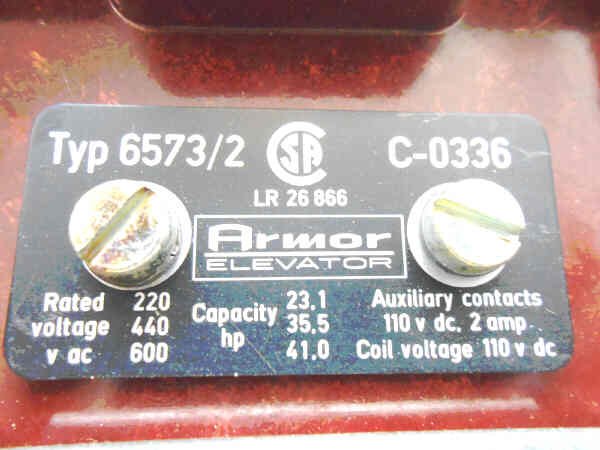 Typ 6573/2 CSA C-0336
LR 26 866
Armor
ELEVATOR
Rated 220 Capacity 23.1 Auxiliary contacts
voltage 440 hp 35.5 110 v dc. 2 amp
v ac 600 41.0 Coil voltage 110 v dc